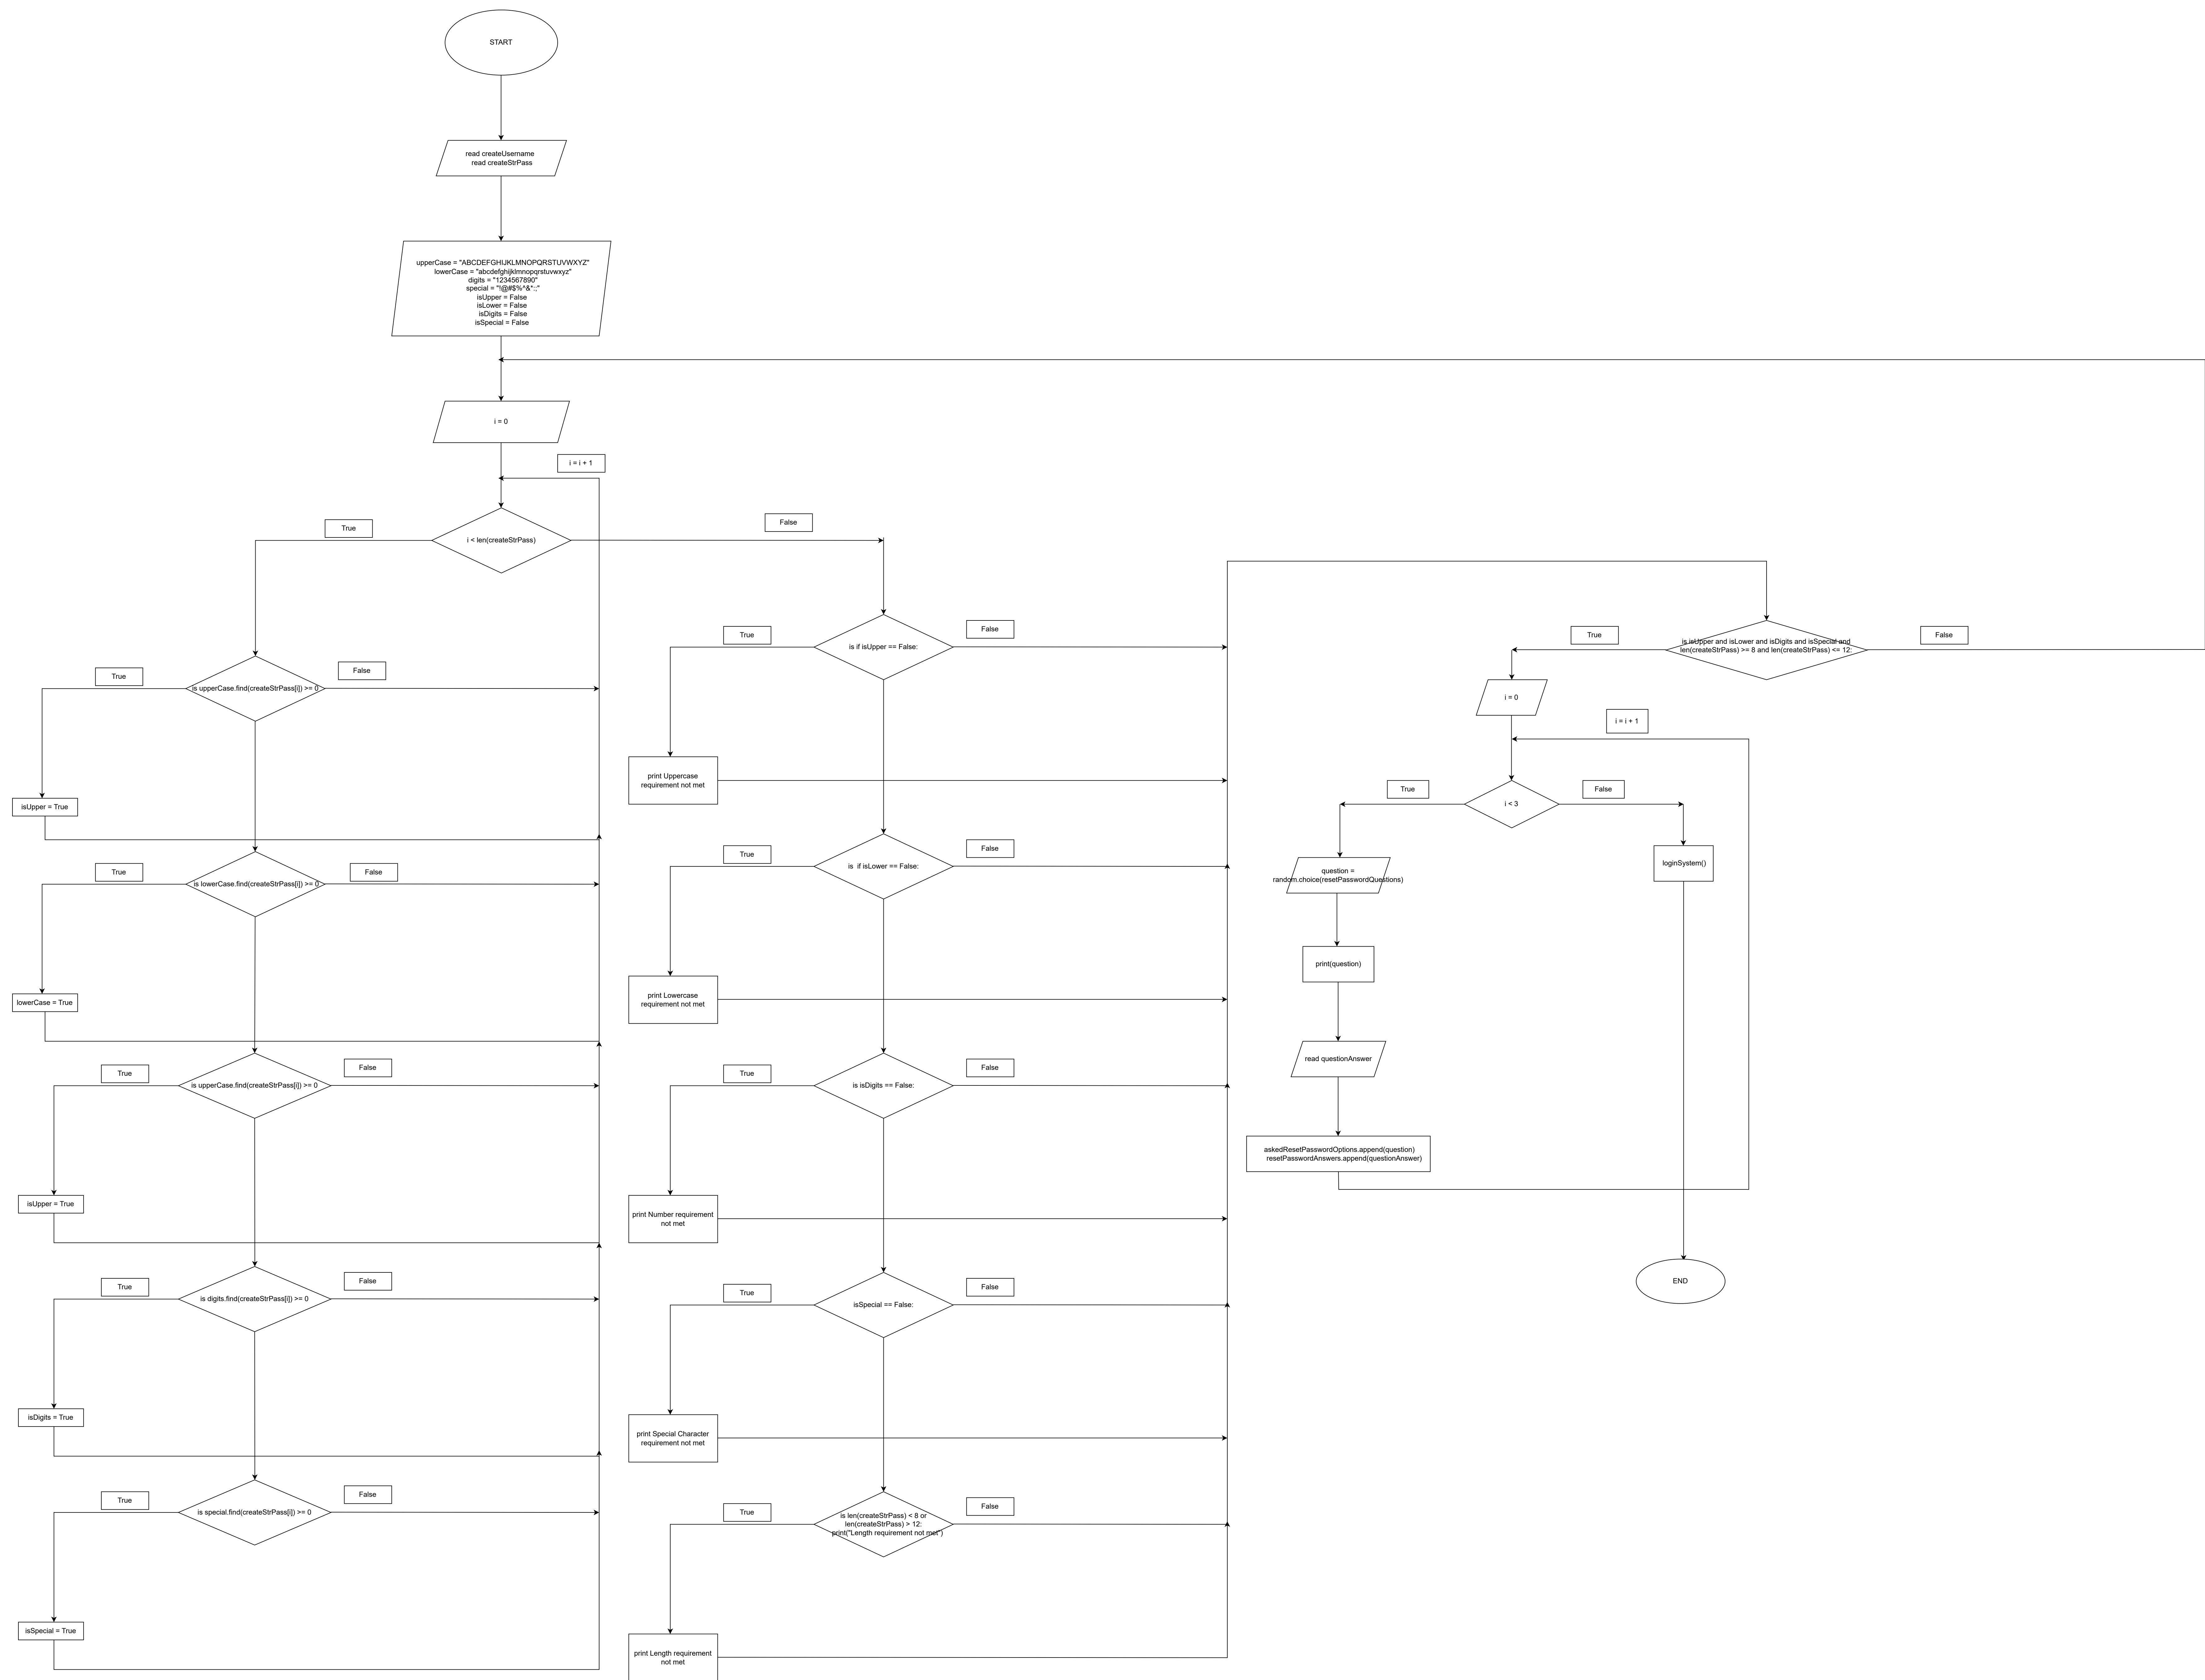 START
read createUsername
read createStrPass
upperCase = "ABCDEFGHIJKLMNOPQRSTUVWXYZ"
lowerCase = "abcdefghijklmnopqrstuvwxyz"
digits = "1234567890"
special = "!@#$%^&*:;"
isUpper = False
isLower = False
isDigits = False
isSpecial = False
i = 0
i = i + 1
i < len(createStrPass)
True
False
is upperCase.find(createStrPass[i]) >= 0
True
False
isUpper = True
is lowerCase.find(createStrPass[i]) >= 0
True
False
lowerCase = True
is upperCase.find(createStrPass[i]) >= 0
True
False
isUpper = True
is digits.find(createStrPass[i]) >= 0
True
False
isDigits = True
is special.find(createStrPass[i]) >= 0
True
False
isSpecial = True
is if isUpper == False:
True
False
print Uppercase
requirement not met
is if isLower == False:
True
False
print Lowercase
requirement not met
is isDigits == False:
True
False
print Number requirement
not met
isSpecial == False:
True
False
print Special Character
requirement not met
is len(createStrPass) < 8 or
len(createStrPass) > 12:
print("Length requirement not met")
True
False
print Length requirement
not met
is isUpper and isLower and isDigits and isSpecial and
len(createStrPass) >= 8 and len(createStrPass) <= 12:
True
False
i = 0
i = i + 1
i < 3
True
False
question =
random.choice(resetPasswordQuestions)
print(question)
read questionAnswer
askedResetPasswordOptions.append(question)
resetPasswordAnswers.append(questionAnswer)
loginSystem()
END